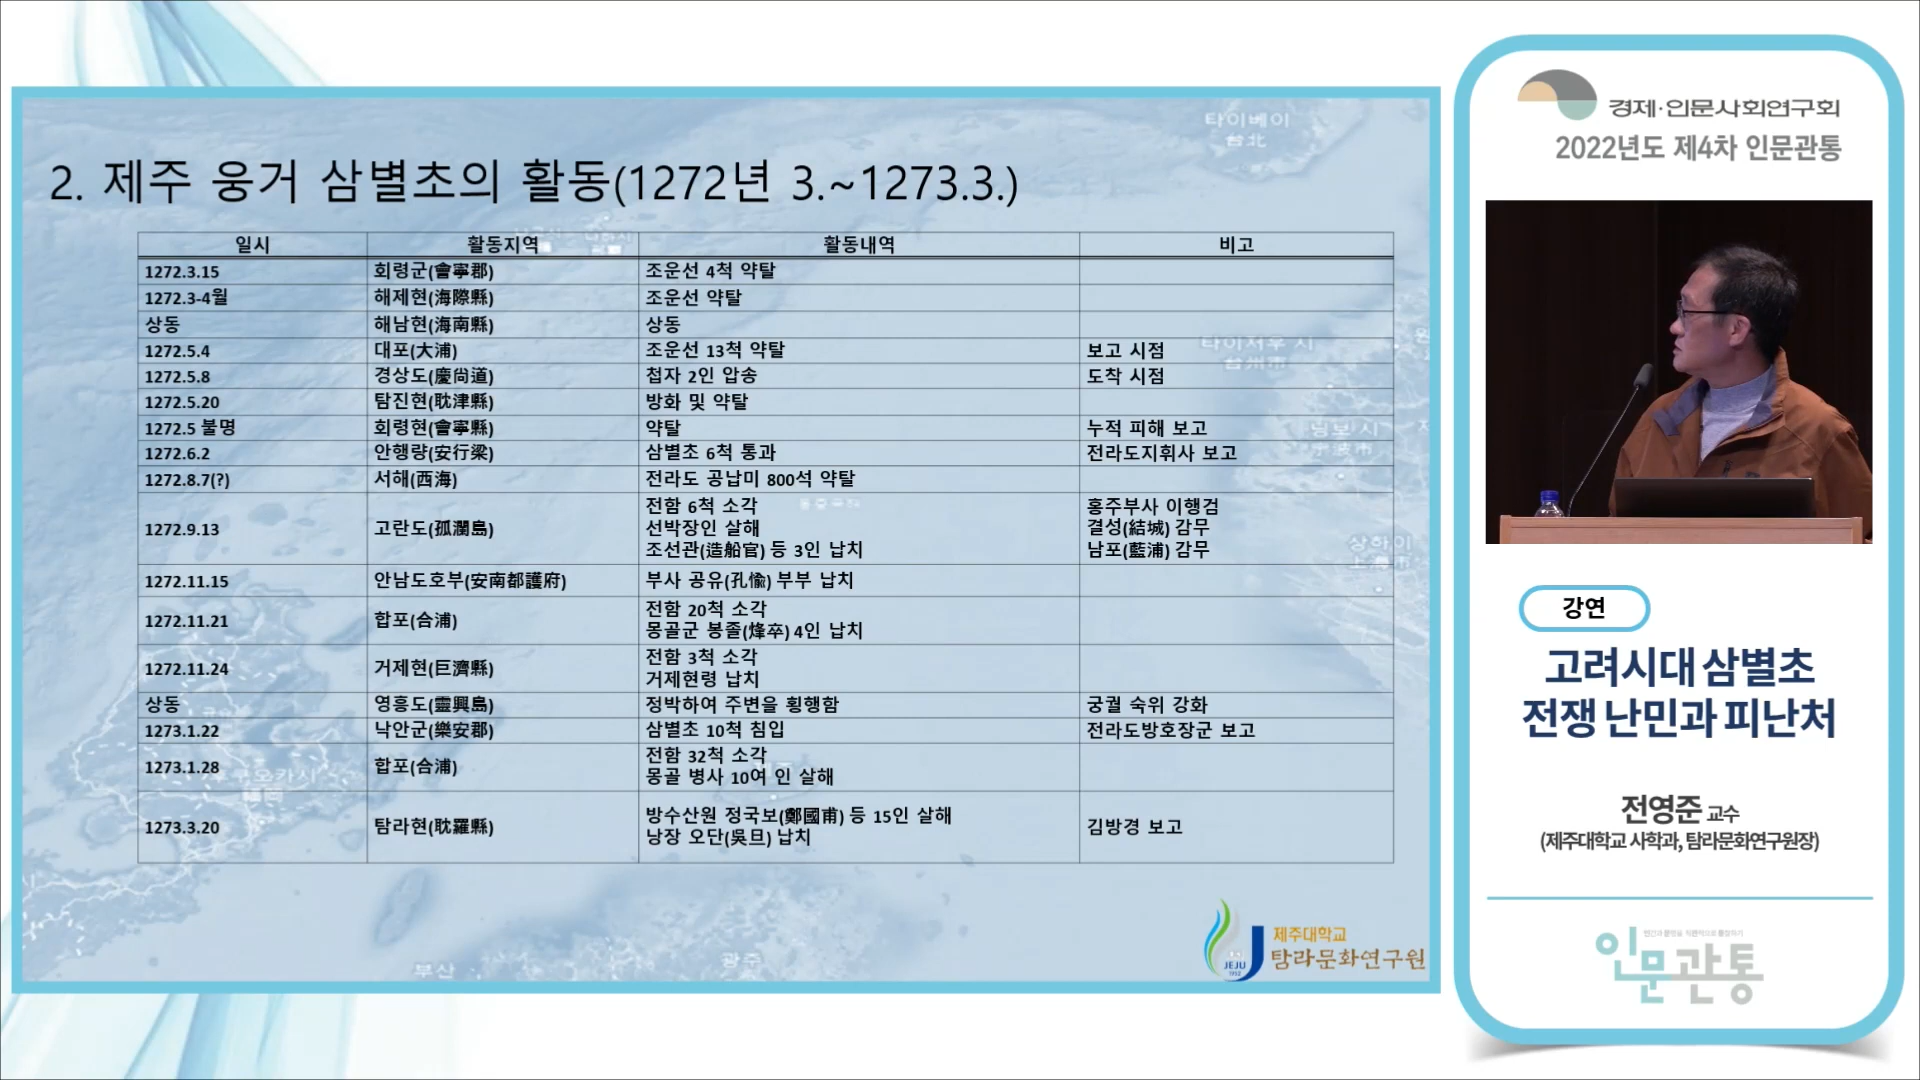 2. 제주 웅거 삼별초의 활동(1272년 3.~1273.3.)
일시 활동지역 활동내역 비고
1272.3.15 회령군(會寧郡) 조운선 4척 약탈
1272.3-4월 해제현(海際縣) 조운선 약탈
상동 해남현(海南縣) 상동
1272.5.4 대포(大浦) 조운선 13척 약탈 보고 시점
1272.5.8 경상도(慶尙道) 첩자 2인 압송 도착 시점
1272.5.20 탐진현(耽津縣) 방화 및 약탈
1272.5 불명 회령현(會寧縣) 약탈 누적 피해 보고
1272.6.2 안행량(安行梁) 삼별초 6척 통과 전라도지휘사 보고
1272.8.7(?) 서해(西海) 전라도 공납미 800석 약탈
1272.9.13 고란도(孤瀾島) 전함 6척 소각
선박장인 살해
조선관(造船官) 등 3인 납치
홍주부사 이행검
결성(結城) 감무
남포(藍浦) 감무
1272.11.15 안남도호부(安南都護府) 부사 공유(孔愉) 부부 납치
1272.11.21 합포(合浦) 전함 20척 소각
몽골군 봉졸(烽卒) 4인 납치
1272.11.24 거제현(巨濟縣) 전함 3척 소각
거제현령 납치
상동 영흥도(靈興島) 정박하여 주변을 횡행함 궁궐 숙위 강화
1273.1.22 낙안군(樂安郡) 삼별초 10척 침입 전라도방호장군 보고
1273.1.28 합포(合浦) 전함 32척 소각
몽골 병사 10여 인 살해
1273.3.20 탐라현(耽羅縣) 방수산원 정국보(鄭國甫) 등 15인 살해
낭장 오단(吳旦) 납치
김방경 보고
타이베이
台北
타이저우 시
台州市
부산
광주
제주대학교
탐라문화연구원
JEJU
1952
경제·인문사회연구회
2022년도 제4차 인문관통
강연
고려시대 삼별초
전쟁 난민과 피난처
전영준 교수
(제주대학교 사학과, 탐라문화연구원장)
인문관통